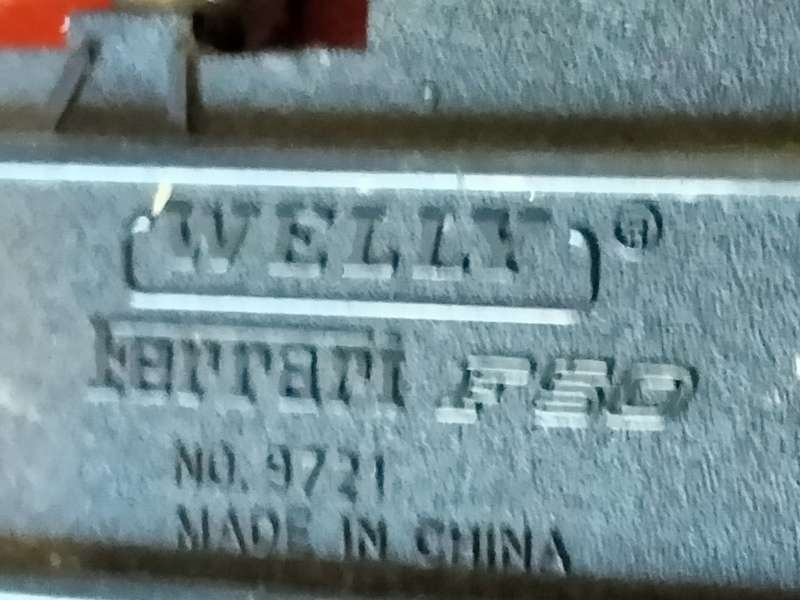 WELLY ®
Ferrari F50
NO. 9721
MADE IN CHINA